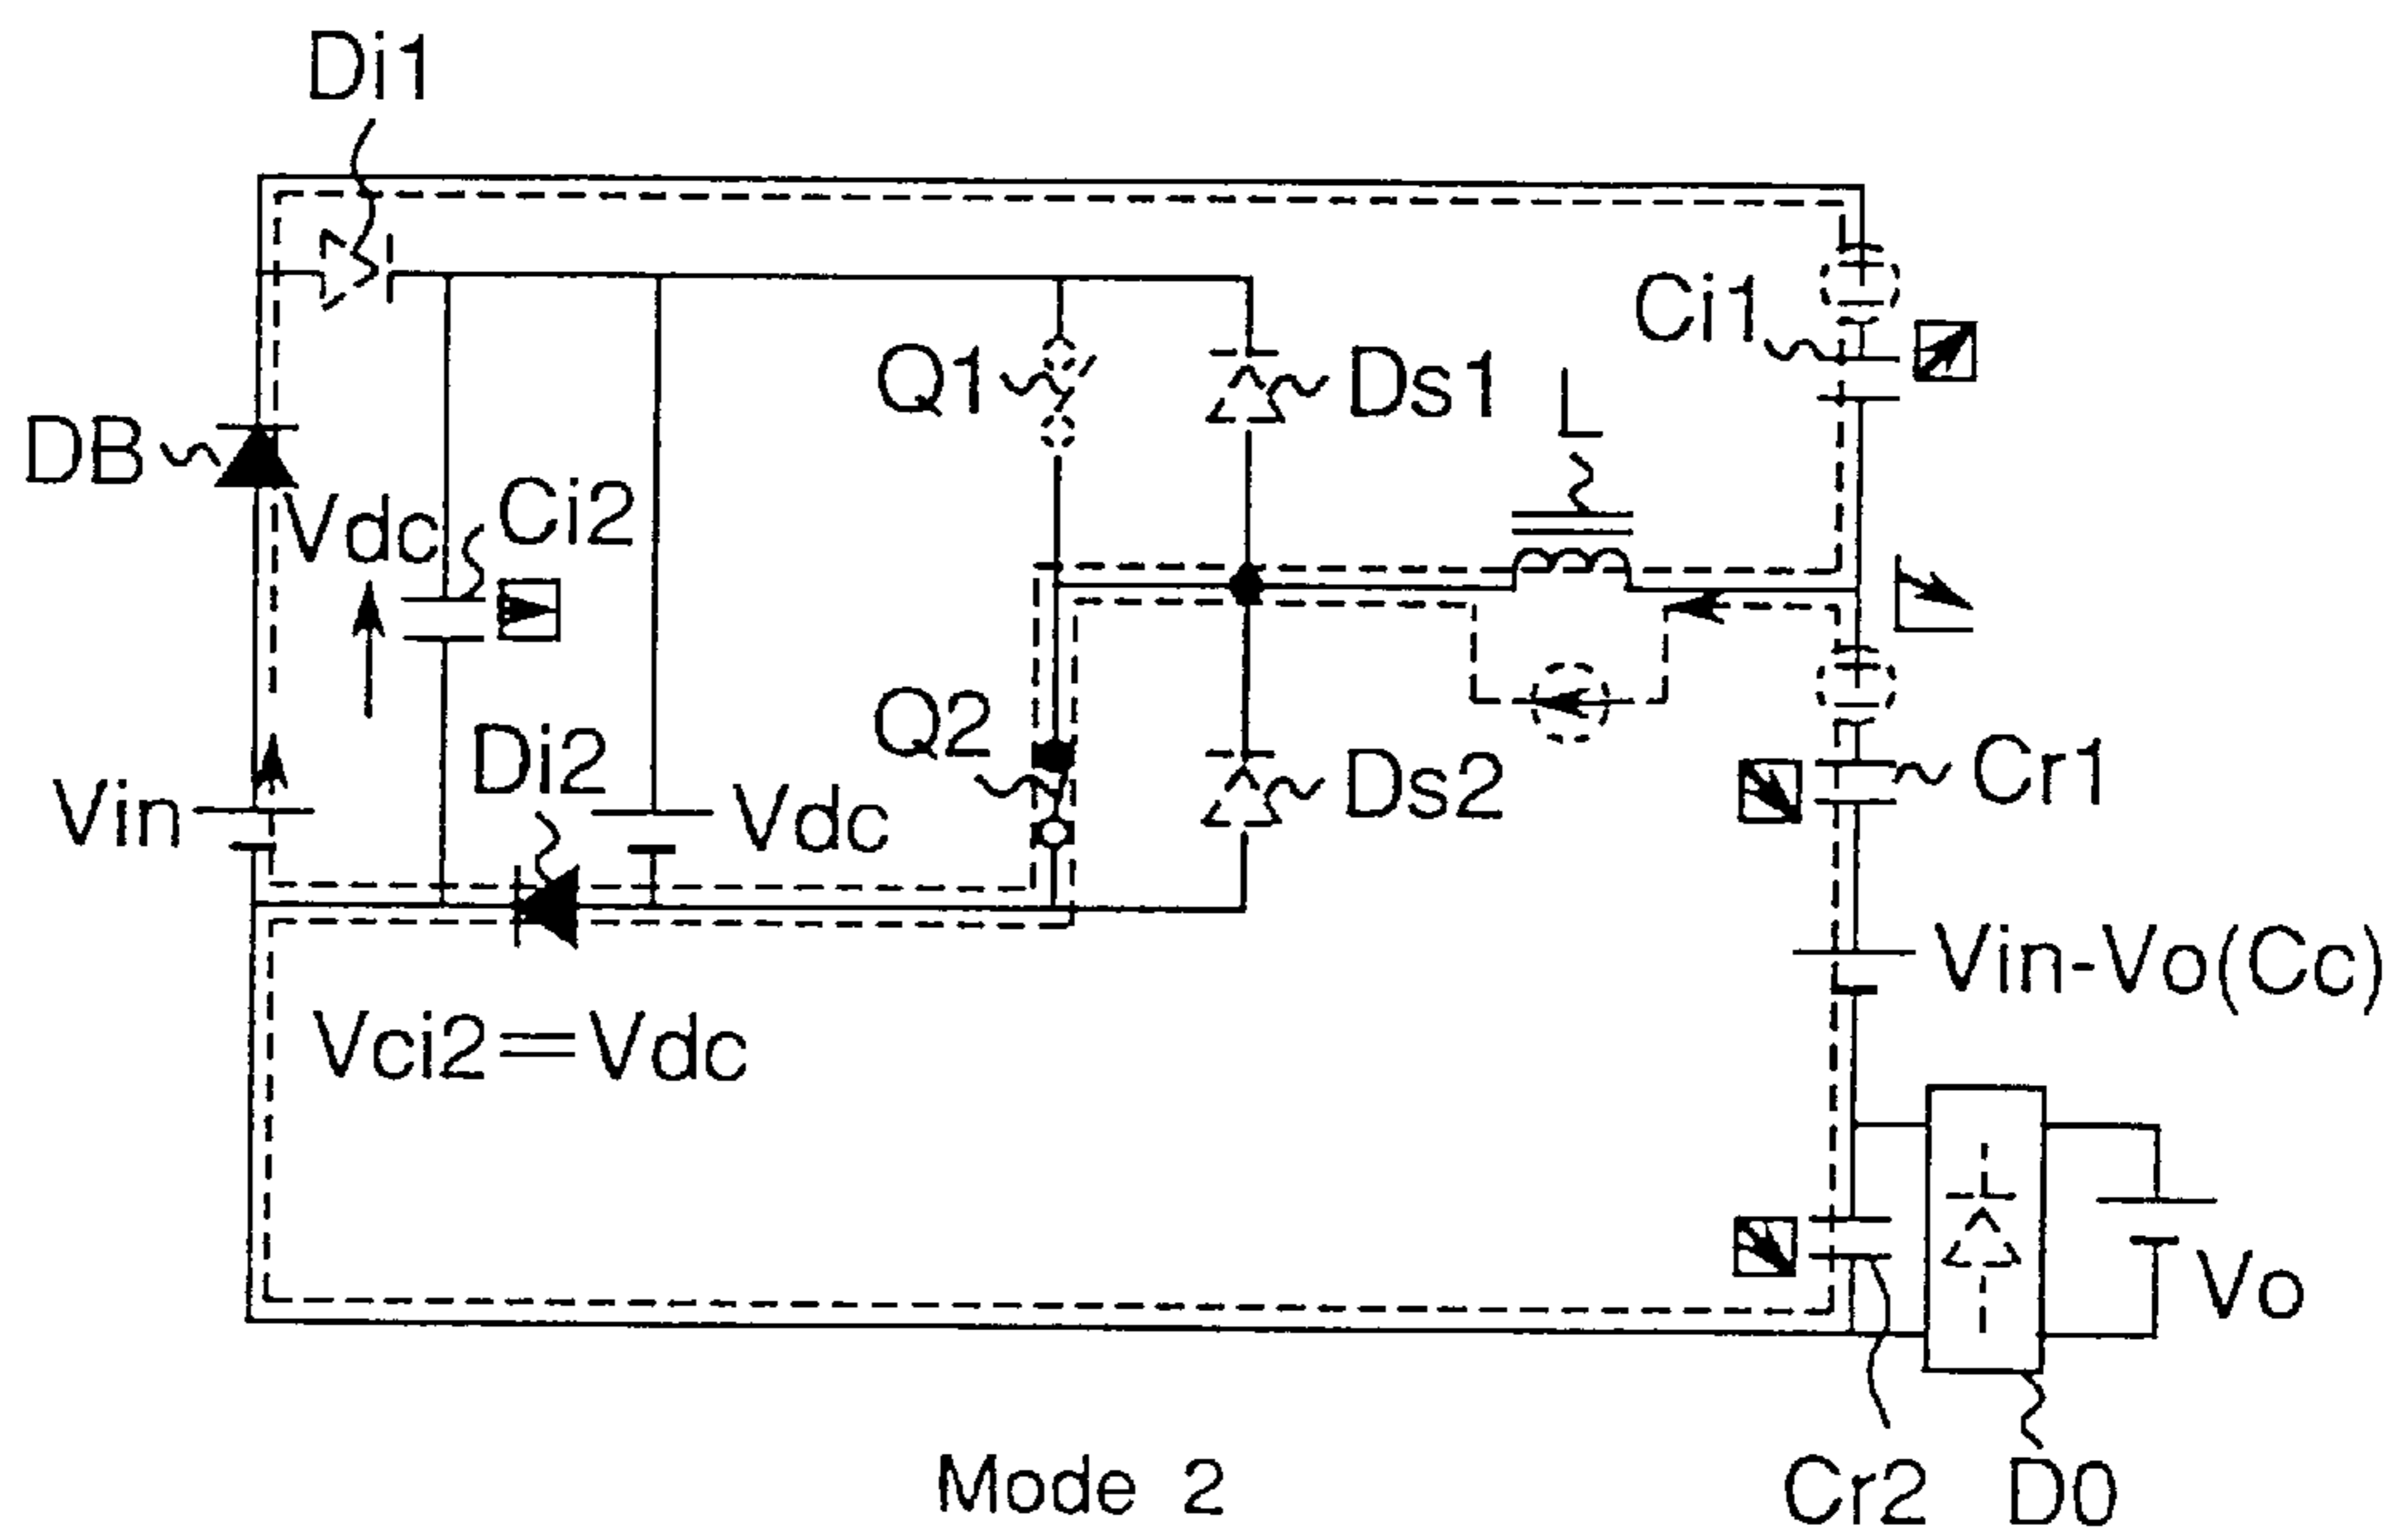 Di1
Ci1
Q1
Ds1
L
DB
Vdc
Ci2
Q2
Di2
Ds2
Cr1
Vin
Vdc
Vin-Vo(Cc)
Vci2=Vdc
Vo
Mode 2
Cr2
D0